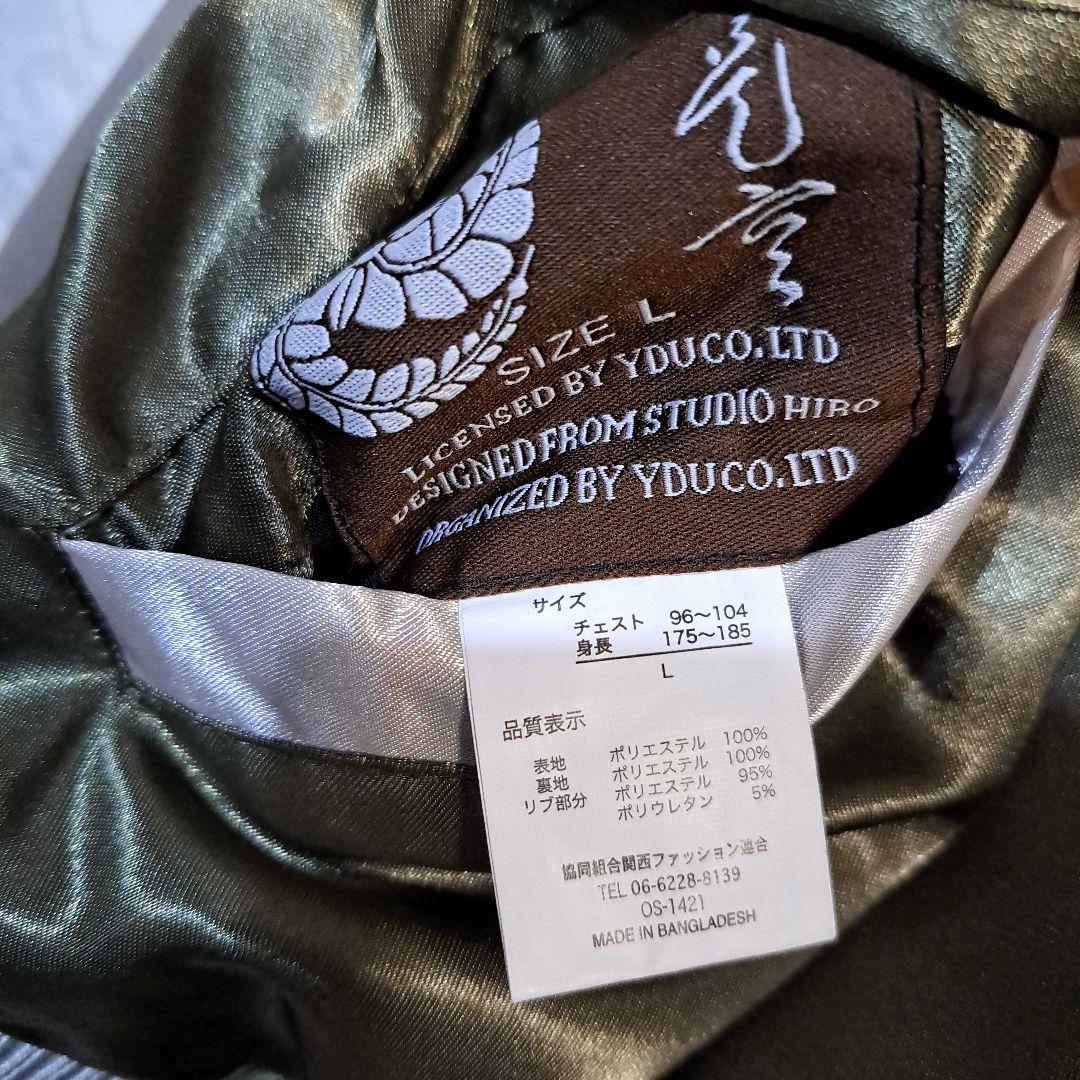 SIZE L
LICENSED BY YDUCO.LTD
DESIGNED FROM STUDIO HIRO
ORGANIZED BY YDUCO.LTD
サイズ
チェスト 96～104
身長 175～185
L
品質表示
表地 ポリエステル 100%
裏地 ポリエステル 100%
リブ部分 ポリエステル 95%
ポリウレタン 5%
協同組合関西ファッション連合
TEL 06-6228-8139
OS-1421
MADE IN BANGLADESH